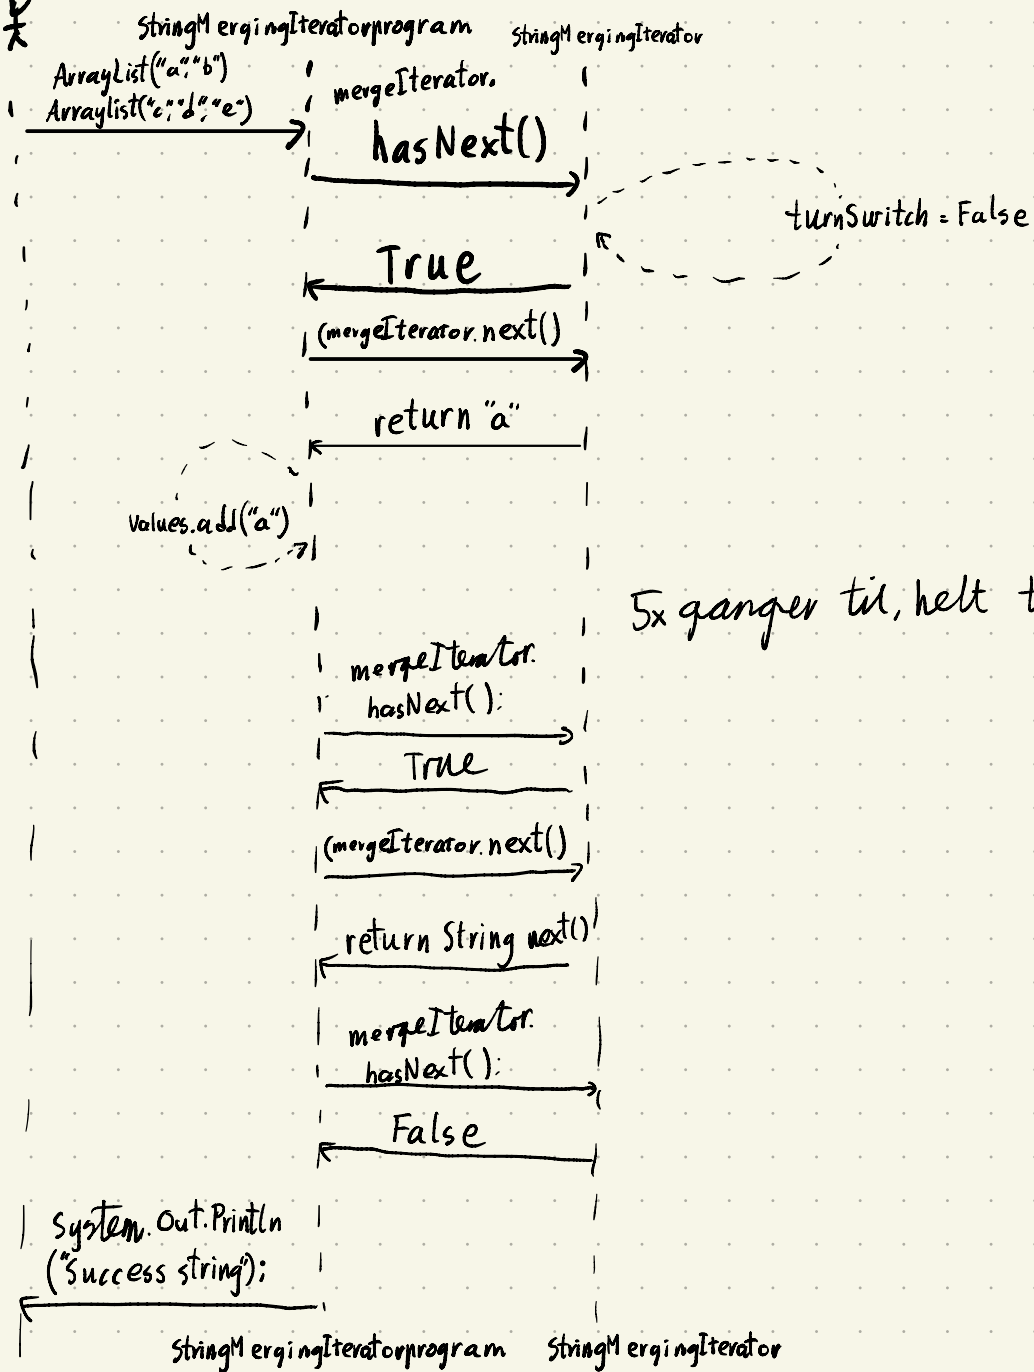 StringMergingIteratorprogram
StringMergingIterator
ArrayList("a","b")
Arraylist("c","d","e")
mergeIterator.
hasNext()
turnSwitch = False
True
(mergeIterator.next()
return "a"
values.add("a")
5x ganger til, helt t
mergeIterator.
hasNext();
True
(mergeIterator.next()
return String next()
mergeIterator.
hasNext();
False
System.Out.Println
("Success string");
StringMergingIteratorprogram
StringMergingIterator